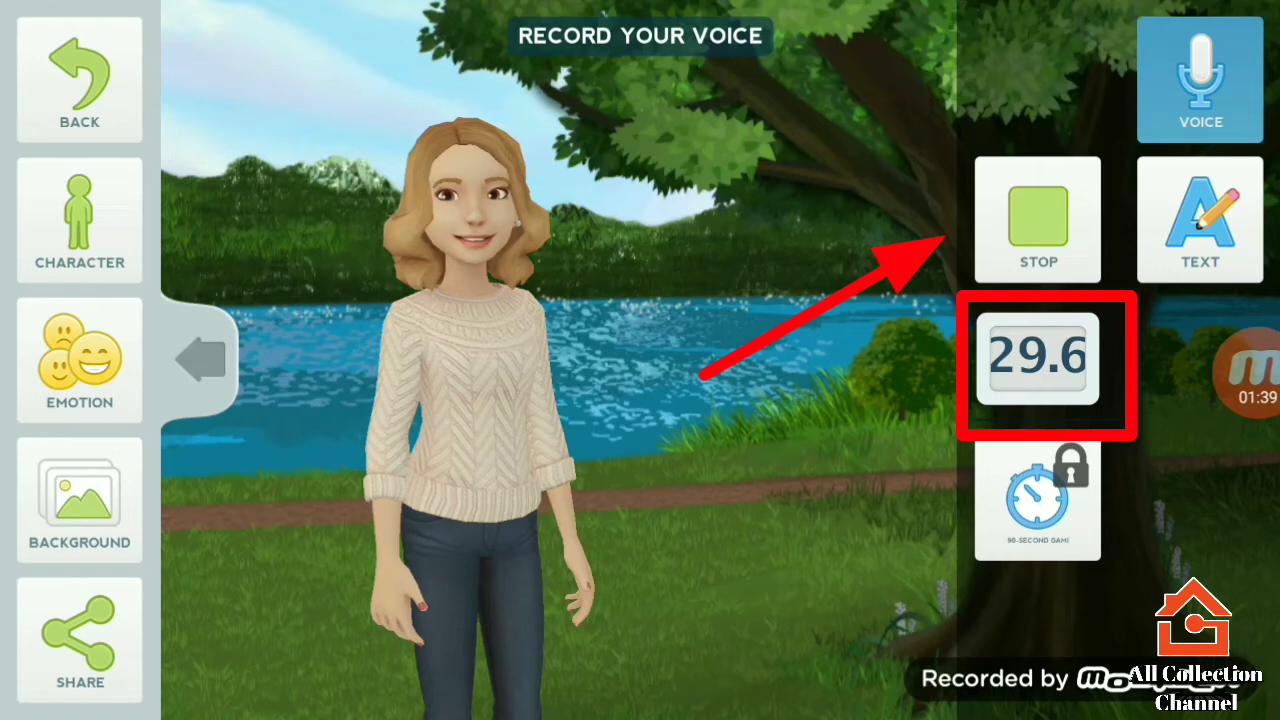 RECORD YOUR VOICE
BACK
CHARACTER
EMOTION
BACKGROUND
SHARE
VOICE
STOP
TEXT
29.6
01:39
90-SECOND GAMI
Recorded by
All Collection
Channel